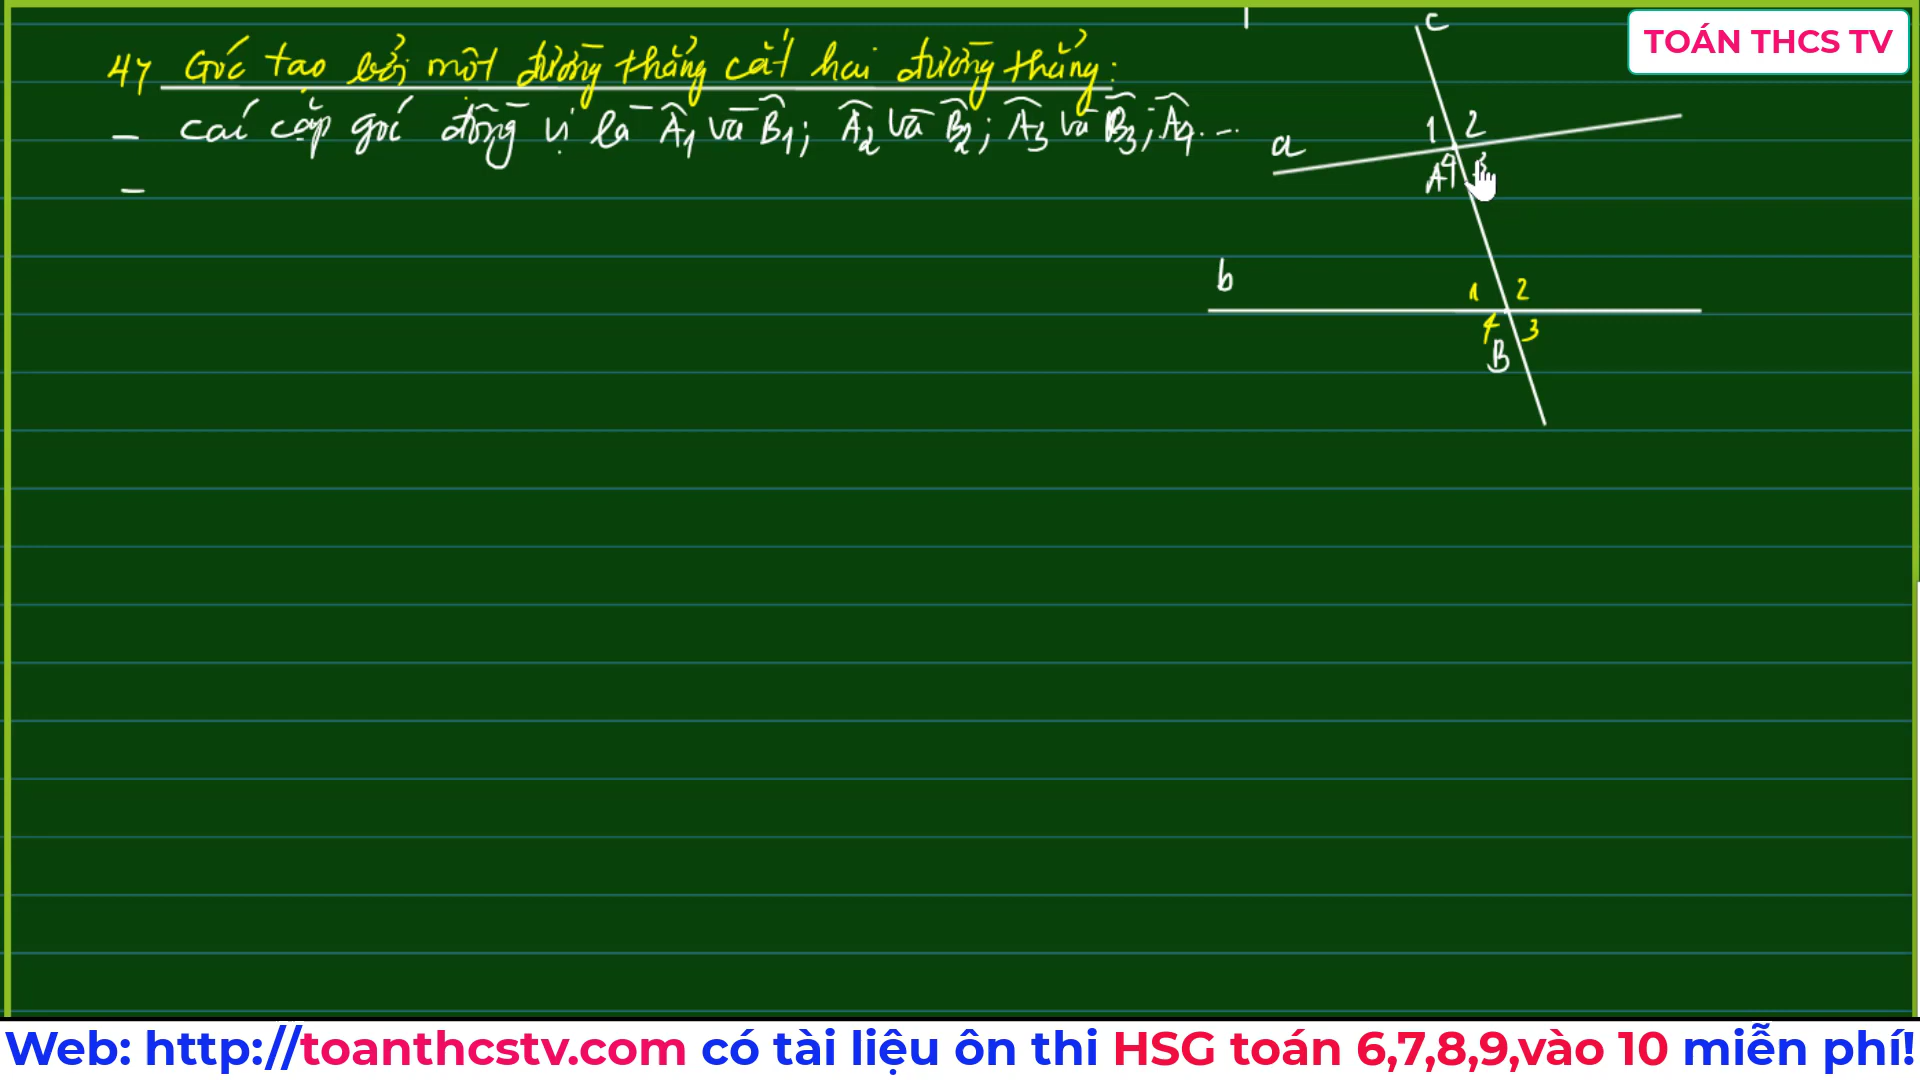 TOÁN THCS TV
4/ Góc tạo bởi một đường thẳng cắt hai đường thẳng:
- các cặp góc đồng vị là Â1 và B̂1; Â2 và B̂2; Â3 và B̂3; Â4 ...
-
c
1 2
a
A 4 3
b
1 2
4 3
B
Web: http://toanthcstv.com có tài liệu ôn thi HSG toán 6,7,8,9,vào 10 miễn phí!